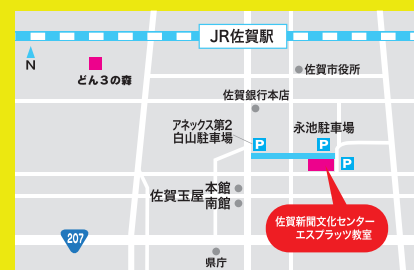 JR佐賀駅
N
どん3の森
佐賀市役所
佐賀銀行本店
アネックス第2
白山駐車場
P
永池駐車場
P
P
佐賀玉屋
本館
南館
佐賀新聞文化センター
エスプラッツ教室
207
県庁